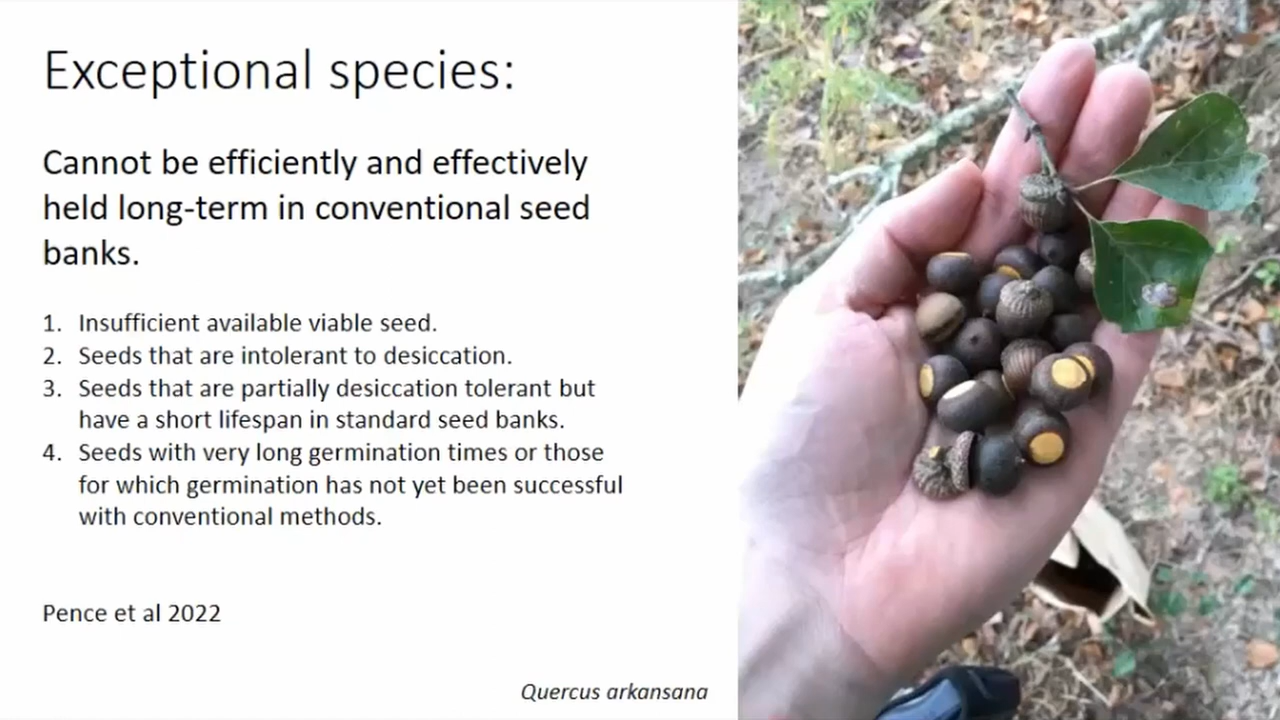 Exceptional species:
Cannot be efficiently and effectively
held long-term in conventional seed
banks.
1. Insufficient available viable seed.
2. Seeds that are intolerant to desiccation.
3. Seeds that are partially desiccation tolerant but
have a short lifespan in standard seed banks.
4. Seeds with very long germination times or those
for which germination has not yet been successful
with conventional methods.
Pence et al 2022
Quercus arkansana